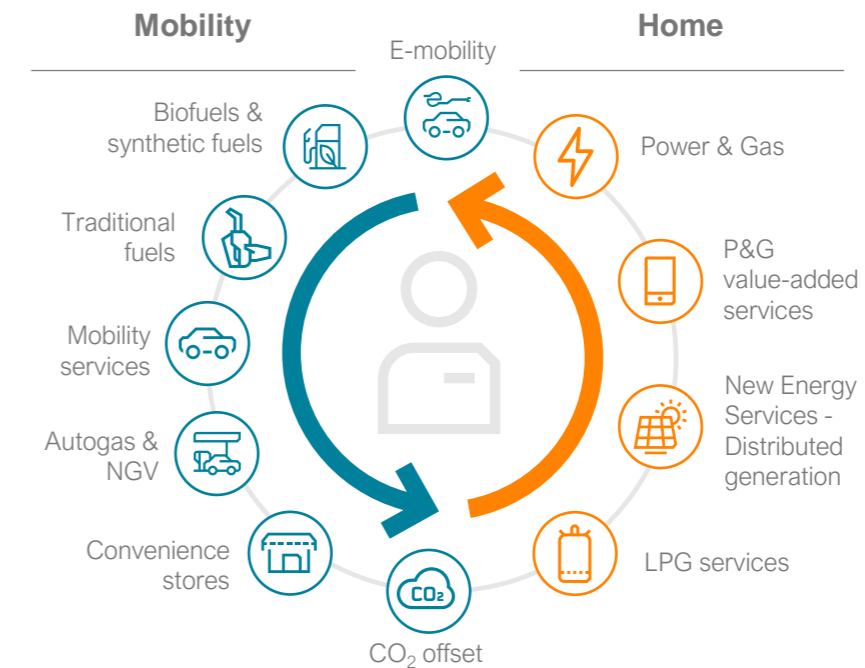 Mobility
Home
E-mobility
Biofuels &
synthetic fuels
Power & Gas
Traditional
fuels
P&G
value-added
services
Mobility
services
New Energy
Services -
Distributed
generation
Autogas &
NGV
Convenience
stores
LPG services
CO₂
CO₂ offset